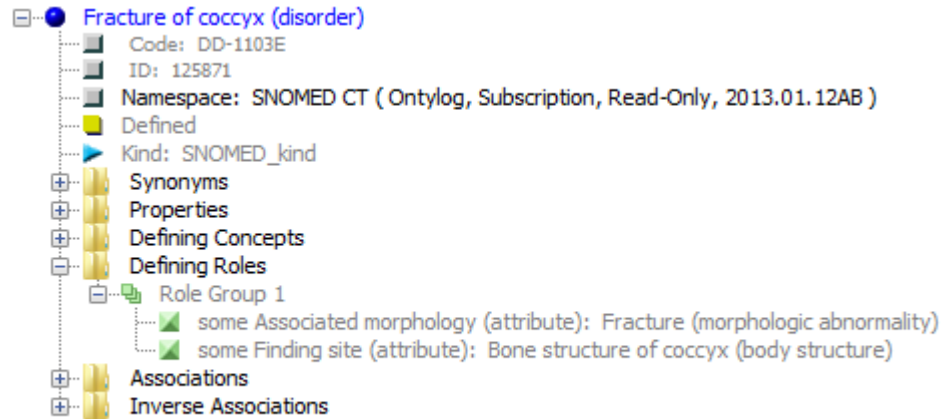 Fracture of coccyx (disorder)
Code: DD-1103E
ID: 125871
Namespace: SNOMED CT ( Ontylog, Subscription, Read-Only, 2013.01.12AB )
Defined
Kind: SNOMED_kind
Synonyms
Properties
Defining Concepts
Defining Roles
Role Group 1
some Associated morphology (attribute): Fracture (morphologic abnormality)
some Finding site (attribute): Bone structure of coccyx (body structure)
Associations
Inverse Associations